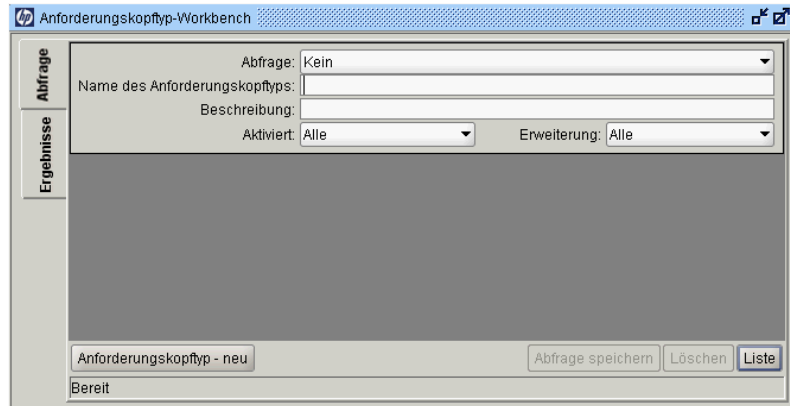 hp Anforderungskopftyp-Workbench
Abfrage
Ergebnisse
Abfrage: Kein
Name des Anforderungskopftyps:
Beschreibung:
Aktiviert: Alle Erweiterung: Alle
Anforderungskopftyp - neu Abfrage speichern Löschen Liste
Bereit